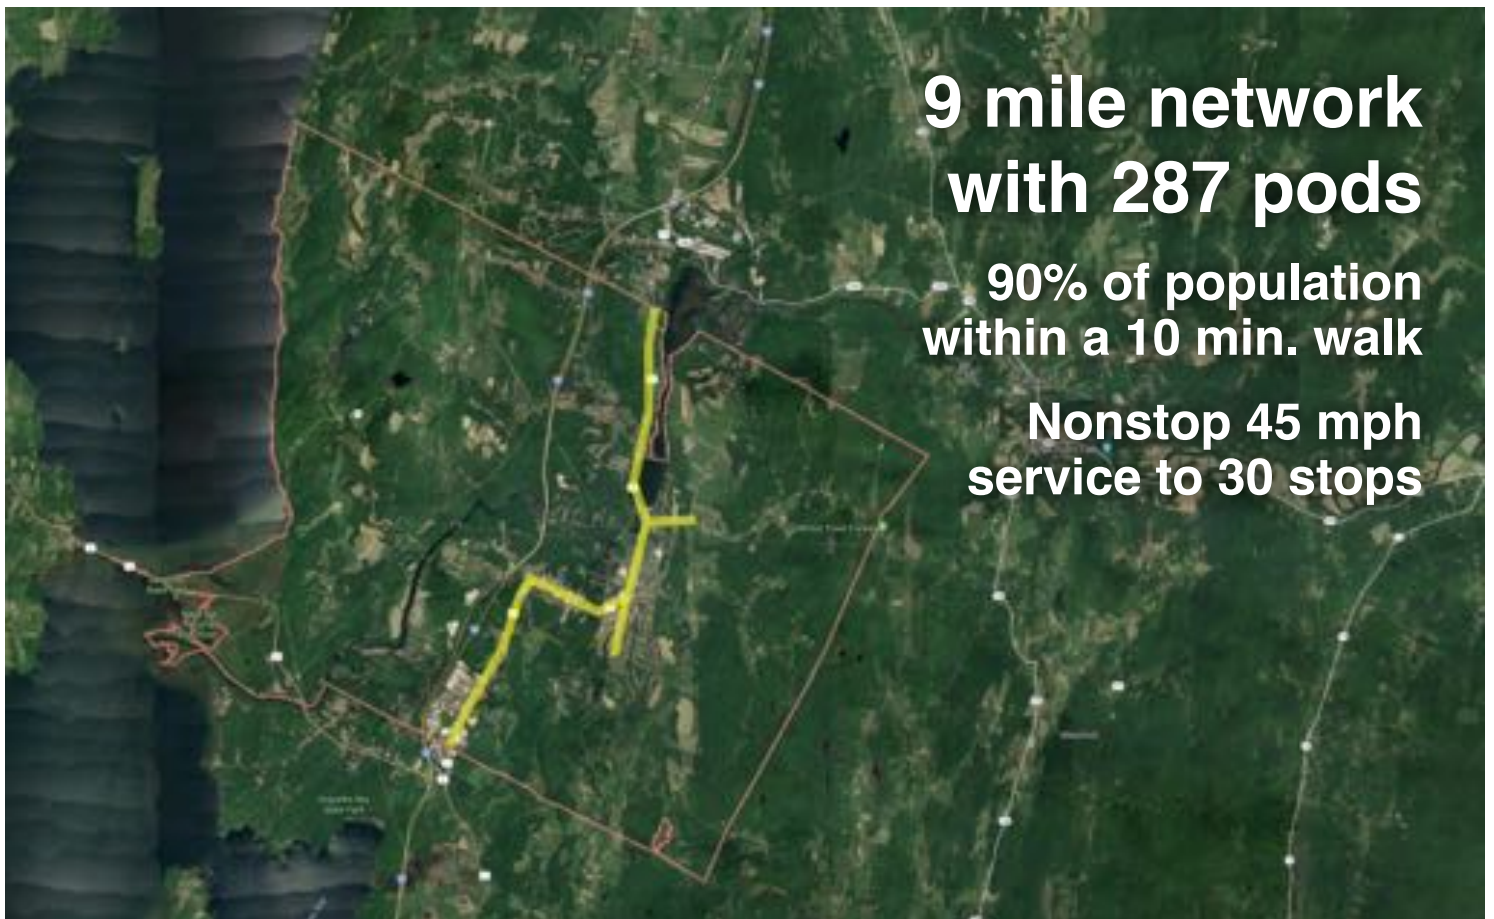 9 mile network
with 287 pods
90% of population
within a 10 min. walk
Nonstop 45 mph
service to 30 stops